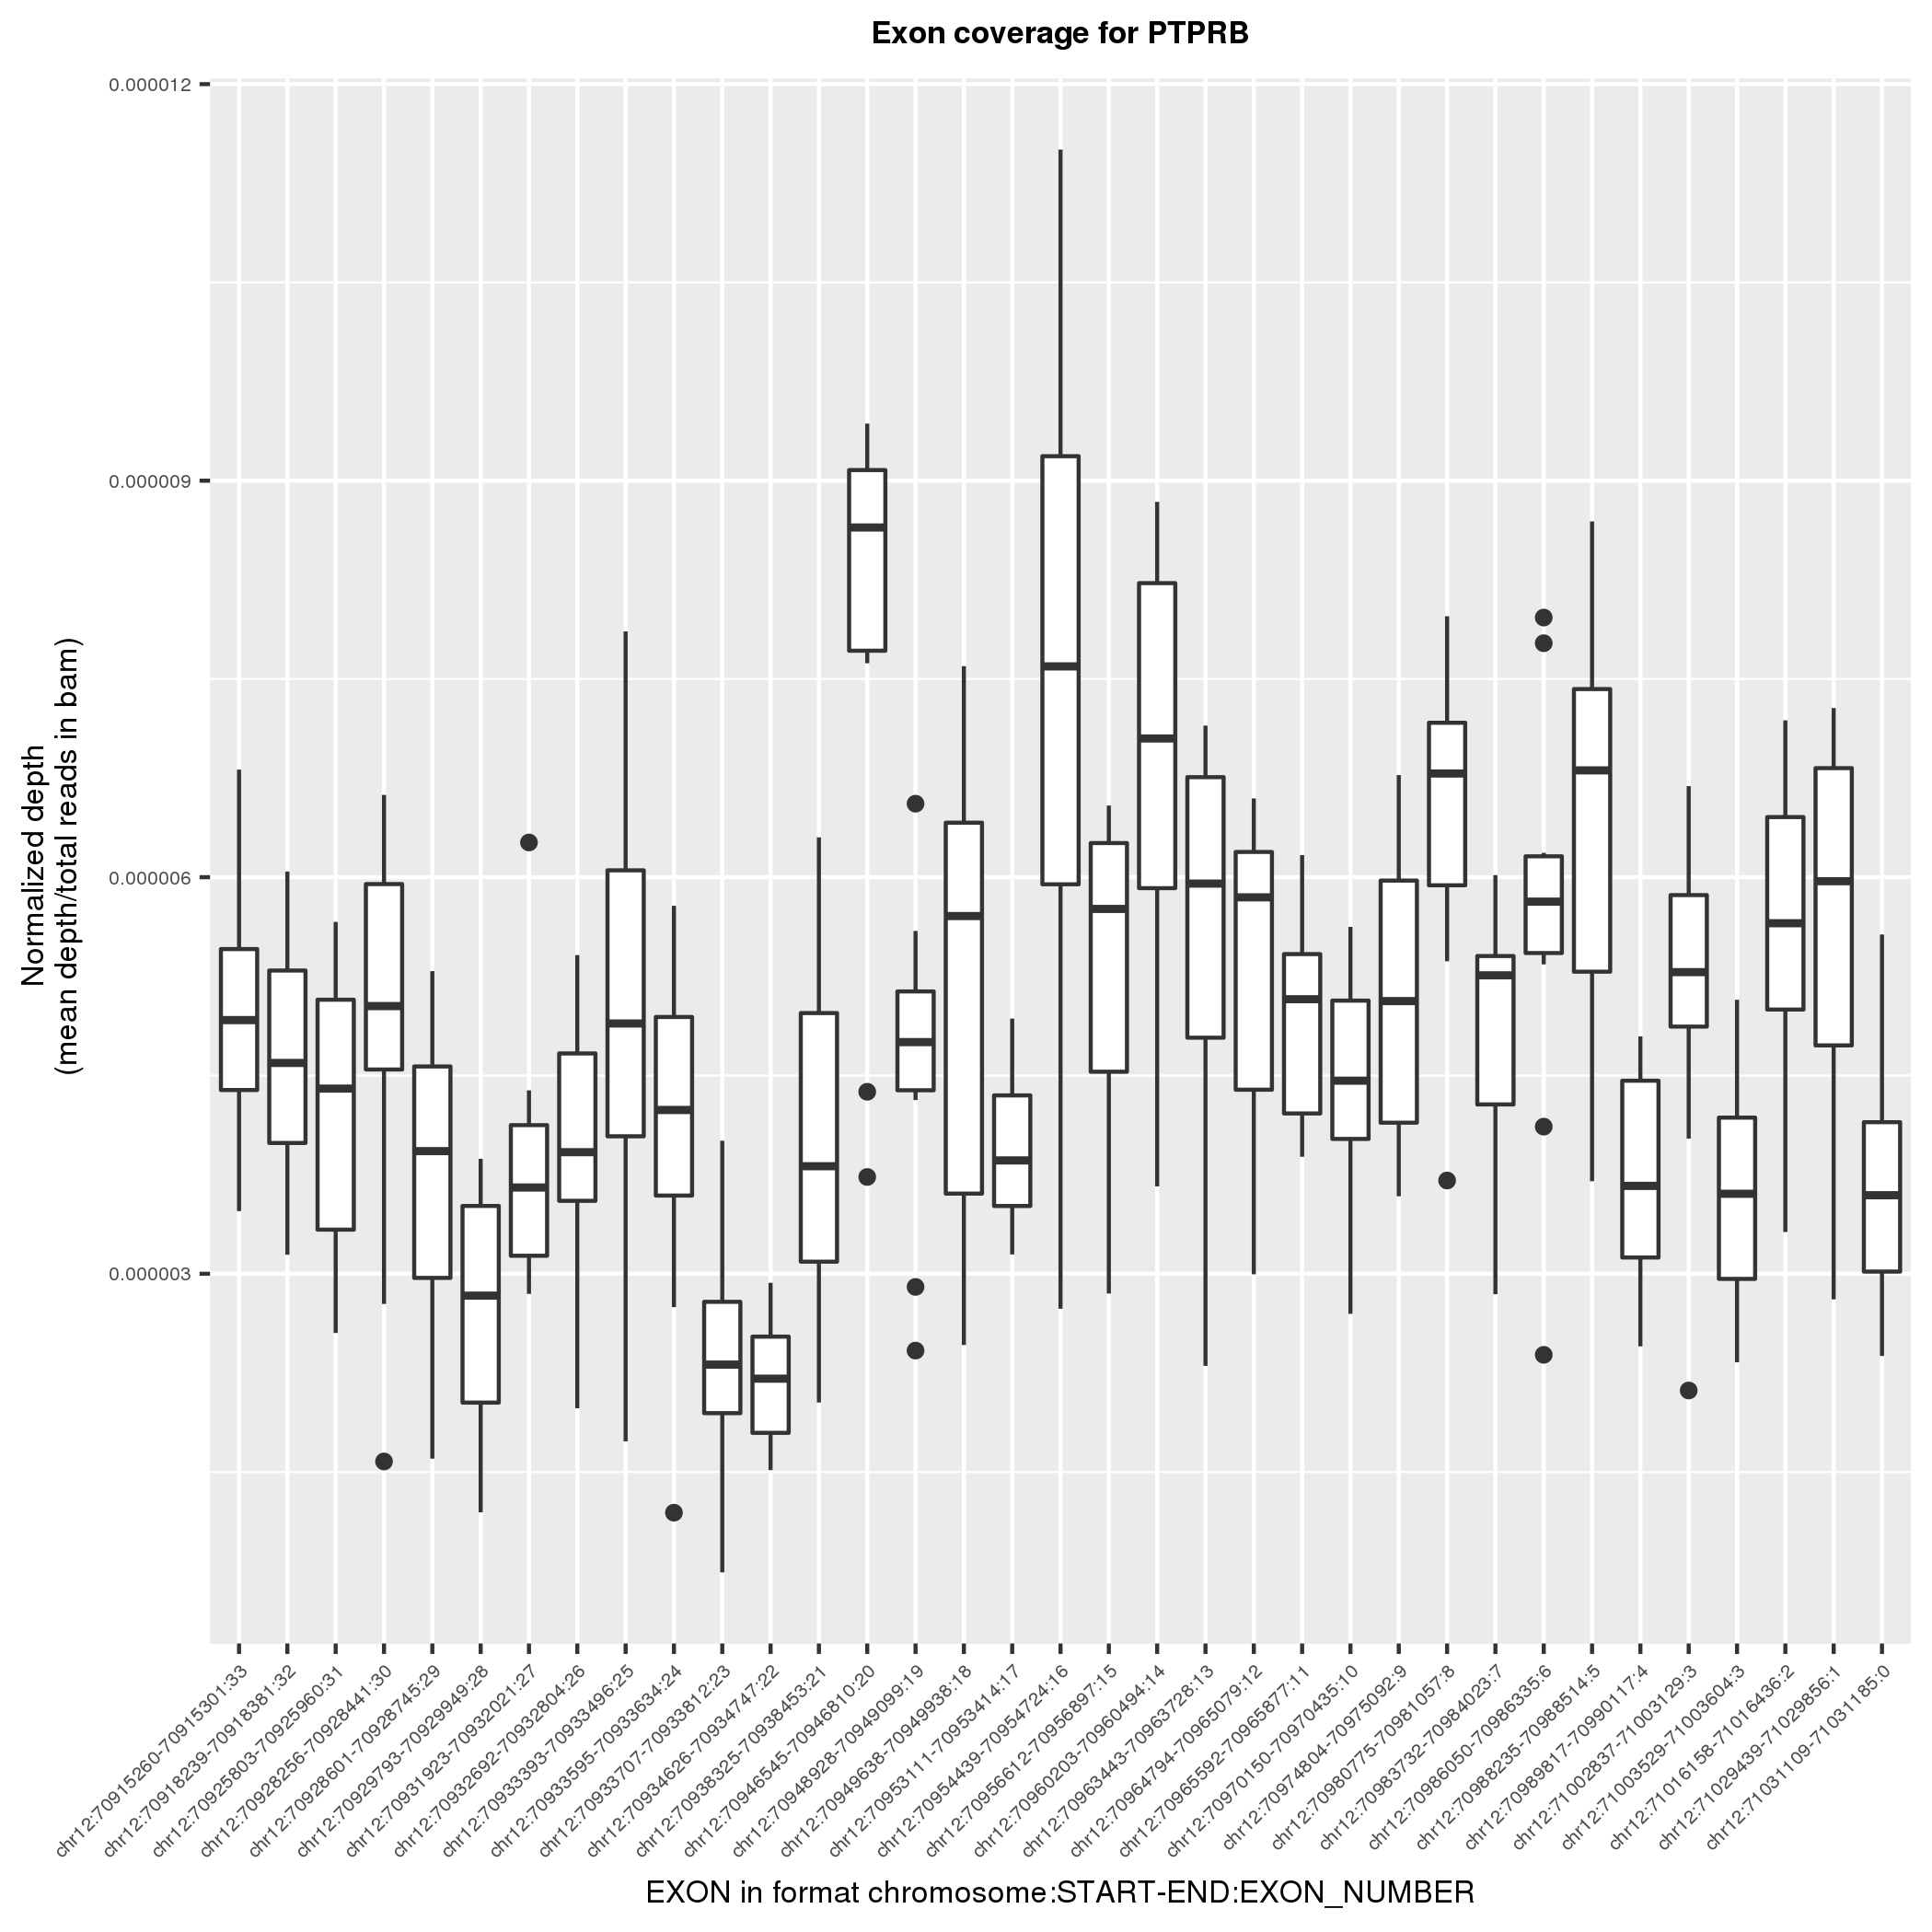 Exon coverage for PTPRB
0.000012
0.000009
0.000006
0.000003
Normalized depth
(mean depth/total reads in bam)
chr12:70915260-70915301:33
chr12:70918239-70918381:32
chr12:70925803-70925960:31
chr12:70928256-70928441:30
chr12:70928601-70928745:29
chr12:70929793-70929949:28
chr12:70931923-70932021:27
chr12:70932692-70932804:26
chr12:70933393-70933496:25
chr12:70933595-70933634:24
chr12:70933707-70933812:23
chr12:70934626-70934747:22
chr12:70938325-70938453:21
chr12:70946545-70946810:20
chr12:70948928-70949099:19
chr12:70949638-70949938:18
chr12:70953111-70953414:17
chr12:70954439-70954724:16
chr12:70956612-70956897:15
chr12:70960203-70960494:14
chr12:70963443-70963728:13
chr12:70964794-70965079:12
chr12:70965592-70965877:11
chr12:70970150-70970435:10
chr12:70974804-70975092:9
chr12:70980775-70981057:8
chr12:70983732-70984023:7
chr12:70986050-70986335:6
chr12:70988235-70988514:5
chr12:70989817-70990117:4
chr12:71002837-71003129:3
chr12:71003529-71003604:3
chr12:71016158-71016436:2
chr12:71029439-71029856:1
chr12:71031109-71031185:0
EXON in format chromosome:START-END:EXON_NUMBER